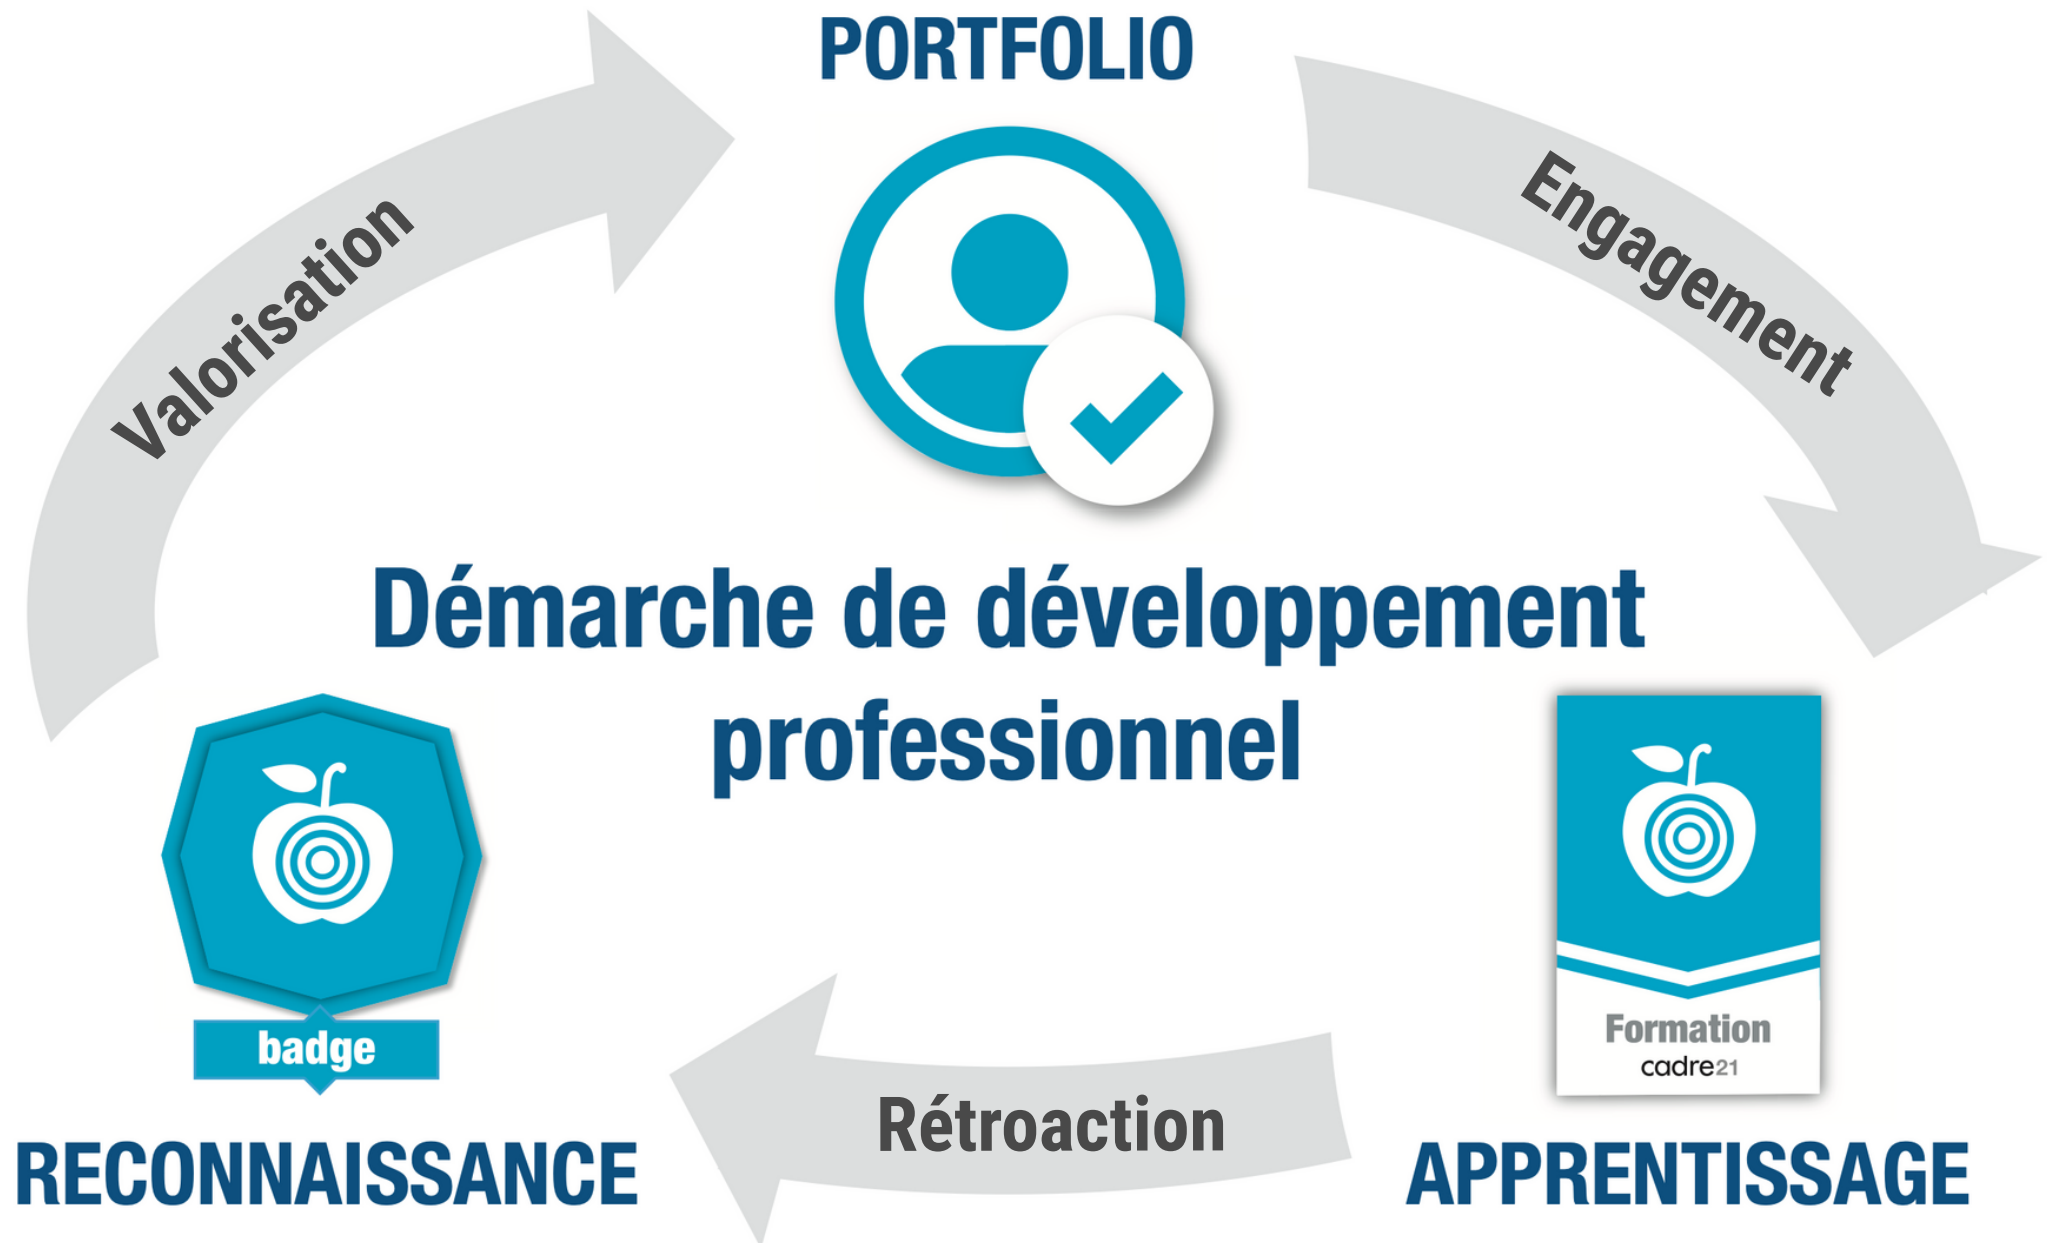 PORTFOLIO
Engagement
Valorisation
Démarche de développement
professionnel
badge
Formation
cadre21
Rétroaction
RECONNAISSANCE
APPRENTISSAGE